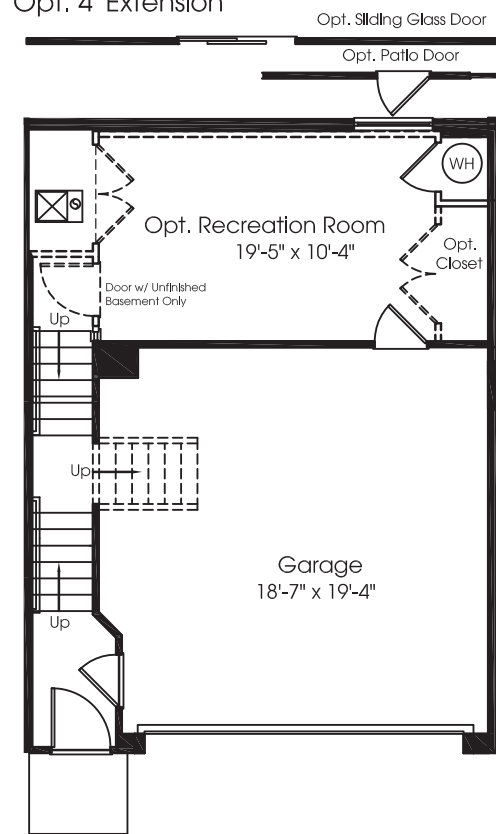 Opt. 4' Extension
Opt. Sliding Glass Door
Opt. Patio Door
WH
Opt. Recreation Room
19'-5" x 10'-4"
Opt.
Closet
Door w/ Unfinished
Basement Only
Up
Up
Garage
18'-7" x 19'-4"
Up